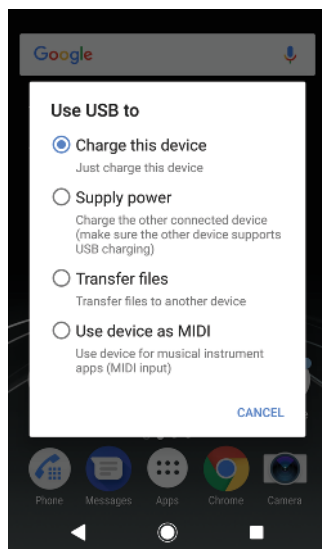 Google
Use USB to
Charge this device
Just charge this device
Supply power
Charge the other connected device
(make sure the other device supports
USB charging)
Transfer files
Transfer files to another device
Use device as MIDI
Use device for musical instrument
apps (MIDI input)
CANCEL
Phone Messages Apps Chrome Camera